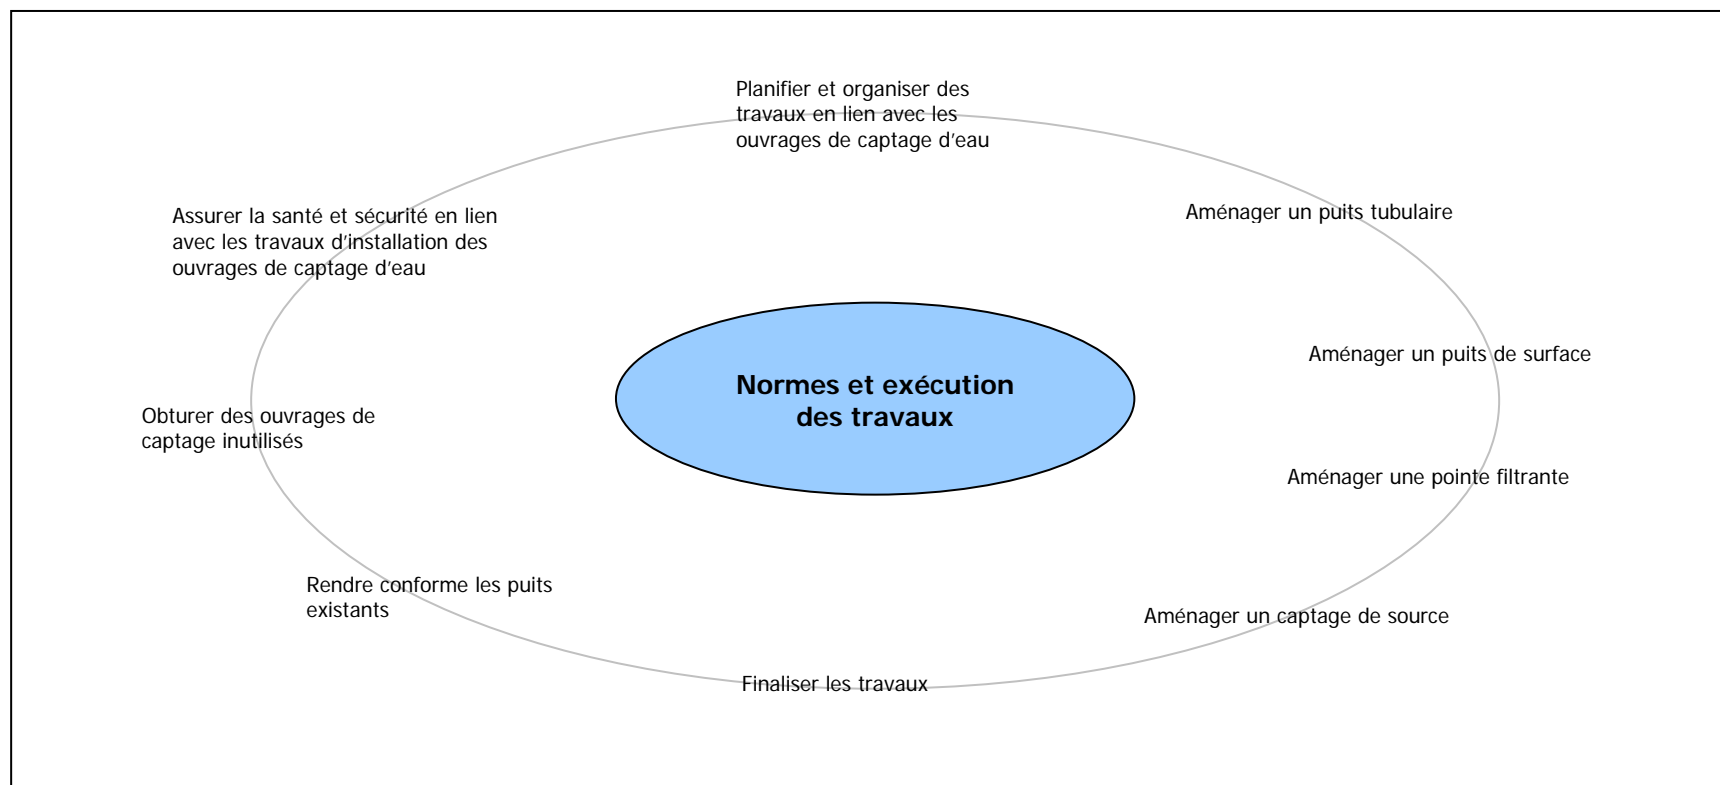 Planifier et organiser des
travaux en lien avec les
ouvrages de captage d'eau
Assurer la santé et sécurité en lien
avec les travaux d'installation des
ouvrages de captage d'eau
Aménager un puits tubulaire
Aménager un puits de surface
Normes et exécution
des travaux
Obturer des ouvrages de
captage inutilisés
Aménager une pointe filtrante
Rendre conforme les puits
existants
Aménager un captage de source
Finaliser les travaux